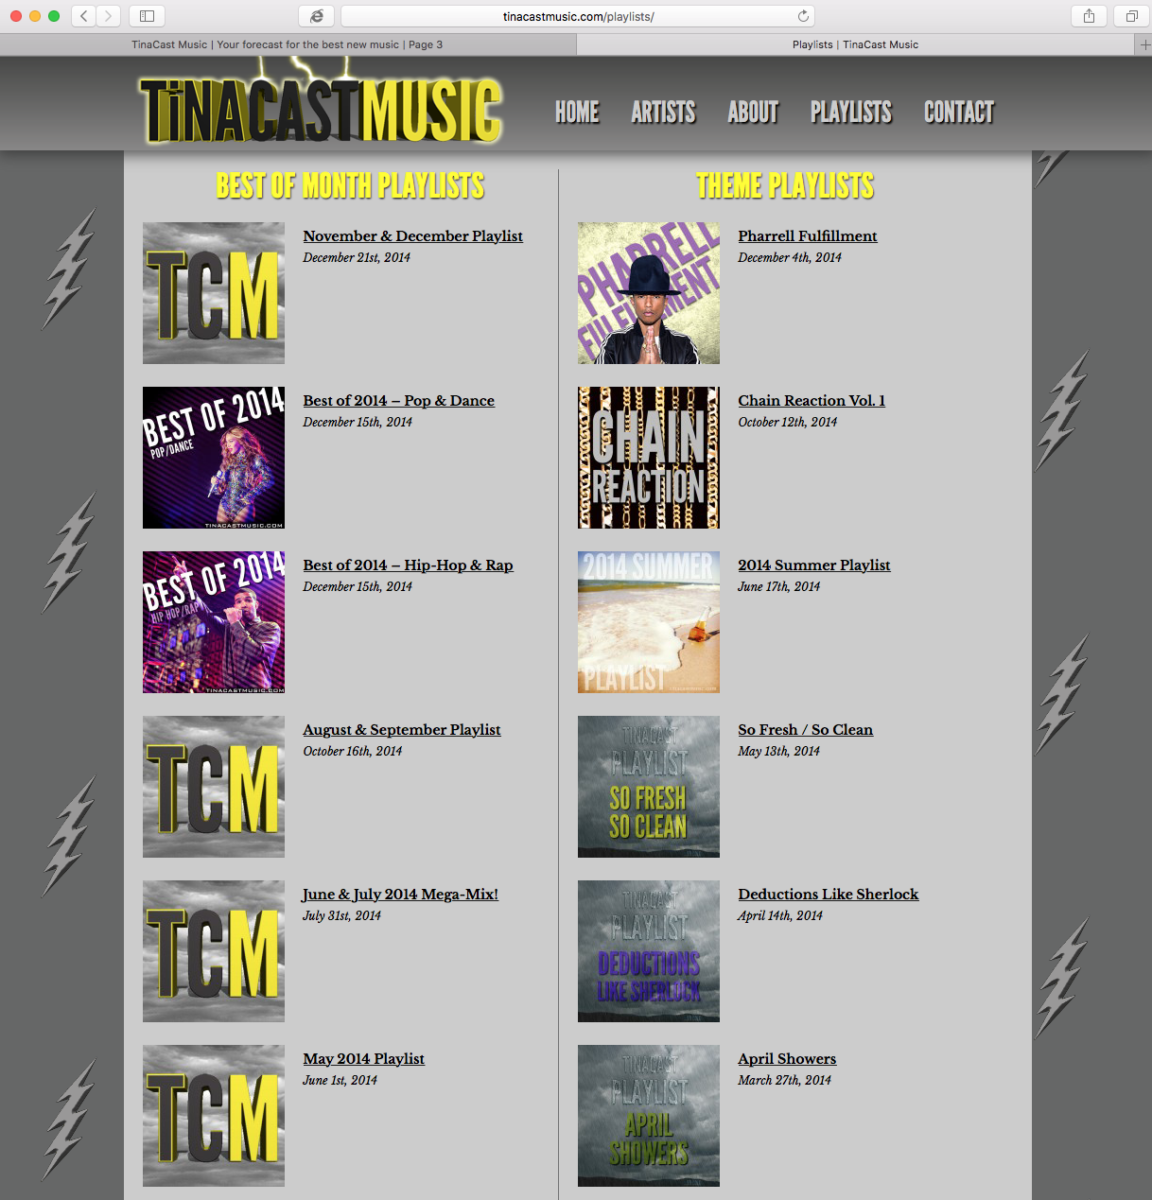 tinacastmusic.com/playlists/
TinaCast Music | Your forecast for the best new music | Page 3
Playlists | TinaCast Music
TiNACASTMUSIC
HOME
ARTISTS
ABOUT
PLAYLISTS
CONTACT
BEST OF MONTH PLAYLISTS
TCM
November & December Playlist
December 21st, 2014
BEST OF 2014
POP/DANCE
TINACASTMUSIC.COM
Best of 2014 – Pop & Dance
December 15th, 2014
BEST OF 2014
HIP HOP/RAP
TINACASTMUSIC.COM
Best of 2014 – Hip-Hop & Rap
December 15th, 2014
TCM
August & September Playlist
October 16th, 2014
TCM
June & July 2014 Mega-Mix!
July 31st, 2014
TCM
May 2014 Playlist
June 1st, 2014
THEME PLAYLISTS
PHARRELL
FULFILLMENT
Pharrell Fulfillment
December 4th, 2014
CHAIN
REACTION
Chain Reaction Vol. 1
October 12th, 2014
2014 SUMMER
PLAYLIST
TINACASTMUSIC.COM
2014 Summer Playlist
June 17th, 2014
TINACAST
PLAYLIST
SO FRESH
SO CLEAN
So Fresh / So Clean
May 13th, 2014
TINACAST
PLAYLIST
DEDUCTIONS
LIKE SHERLOCK
Deductions Like Sherlock
April 14th, 2014
TINACAST
PLAYLIST
APRIL
SHOWERS
April Showers
March 27th, 2014